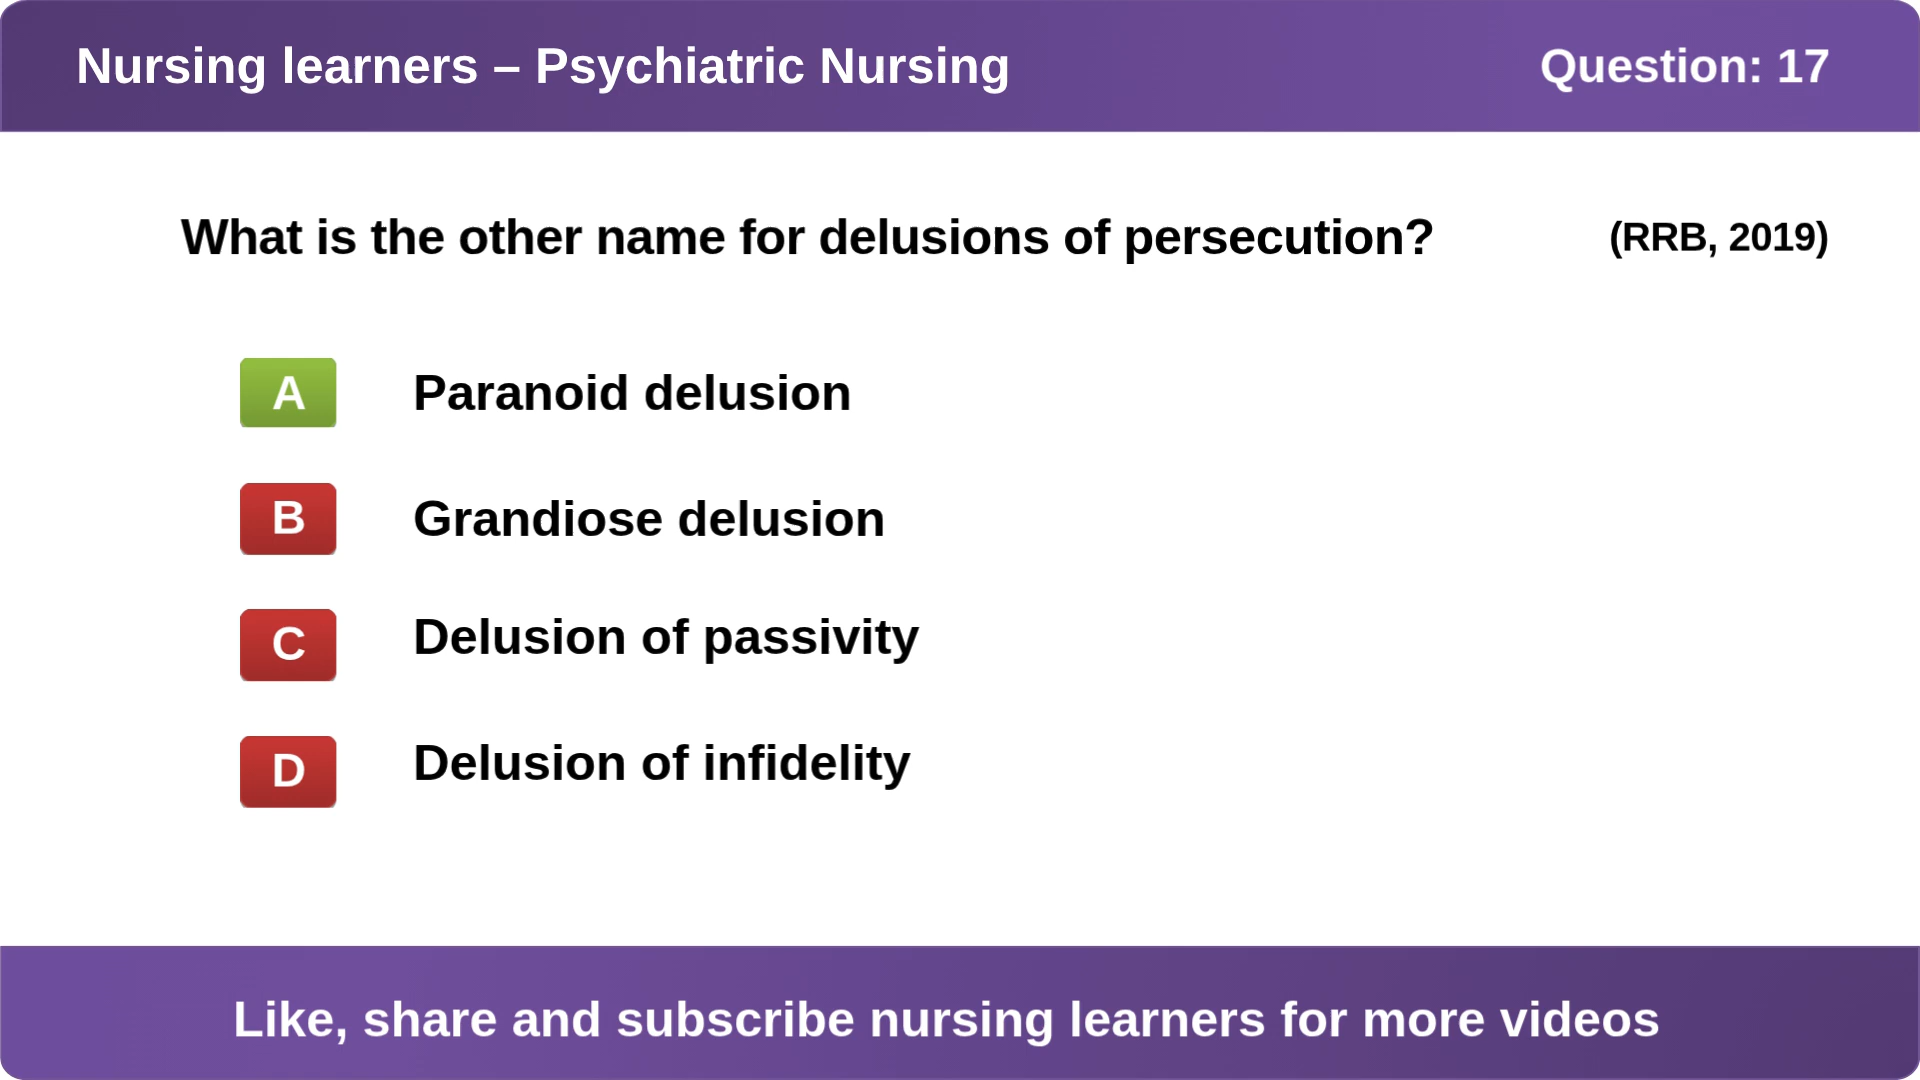 Nursing learners – Psychiatric Nursing
Question: 17
What is the other name for delusions of persecution?
(RRB, 2019)
A Paranoid delusion
B Grandiose delusion
C Delusion of passivity
D Delusion of infidelity
Like, share and subscribe nursing learners for more videos